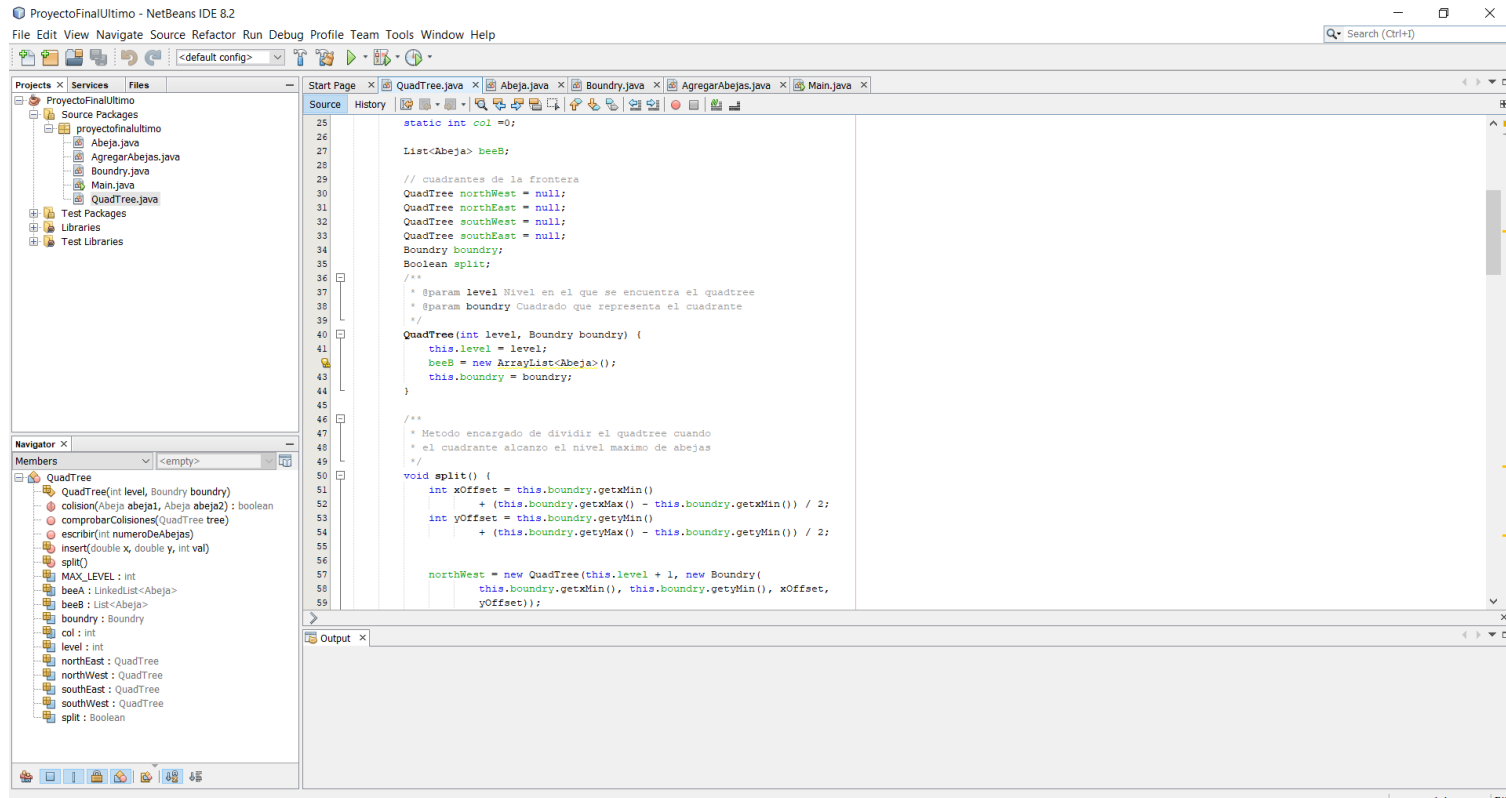 ProyectoFinalUltimo - NetBeans IDE 8.2
File Edit View Navigate Source Refactor Run Debug Profile Team Tools Window Help
Search (Ctrl+I)
<default config>
Projects Services Files
ProyectoFinalUltimo
Source Packages
proyectofinalultimo
Abeja.java
AgregarAbejas.java
Boundry.java
Main.java
QuadTree.java
Test Packages
Libraries
Test Libraries
Navigator
Members <empty>
QuadTree
QuadTree(int level, Boundry boundry)
colision(Abeja abeja1, Abeja abeja2) : boolean
comprobarColisiones(QuadTree tree)
escribir(int numeroDeAbejas)
insert(double x, double y, int val)
split()
MAX_LEVEL : int
beeA : LinkedList<Abeja>
beeB : List<Abeja>
boundry : Boundry
col : int
level : int
northEast : QuadTree
northWest : QuadTree
southEast : QuadTree
southWest : QuadTree
split : Boolean
Start Page QuadTree.java Abeja.java Boundry.java AgregarAbejas.java Main.java
Source History
25 static int col =0;
26
27 List<Abeja> beeB;
28
29 // cuadrantes de la frontera
30 QuadTree northWest = null;
31 QuadTree northEast = null;
32 QuadTree southWest = null;
33 QuadTree southEast = null;
34 Boundry boundry;
35 Boolean split;
36 /**
37 * @param level Nivel en el que se encuentra el quadtree
38 * @param boundry Cuadrado que representa el cuadrante
39 */
40 QuadTree(int level, Boundry boundry) {
41 this.level = level;
beeB = new ArrayList<Abeja>();
43 this.boundry = boundry;
44 }
45
46 /**
47 * Metodo encargado de dividir el quadtree cuando
48 * el cuadrante alcanzo el nivel maximo de abejas
49 */
50 void split() {
51 int xOffset = this.boundry.getxMin()
52 + (this.boundry.getxMax() - this.boundry.getxMin()) / 2;
53 int yOffset = this.boundry.getyMin()
54 + (this.boundry.getyMax() - this.boundry.getyMin()) / 2;
55
56
57 northWest = new QuadTree(this.level + 1, new Boundry(
58 this.boundry.getxMin(), this.boundry.getyMin(), xOffset,
59 yOffset));
Output